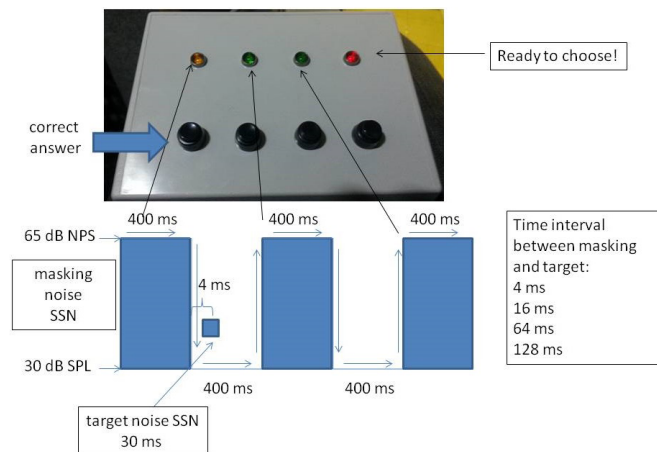 Ready to choose!
correct
answer
400 ms
400 ms
400 ms
65 dB NPS
masking
noise
SSN
4 ms
30 dB SPL
400 ms
400 ms
target noise SSN
30 ms
Time interval
between masking
and target:
4 ms
16 ms
64 ms
128 ms